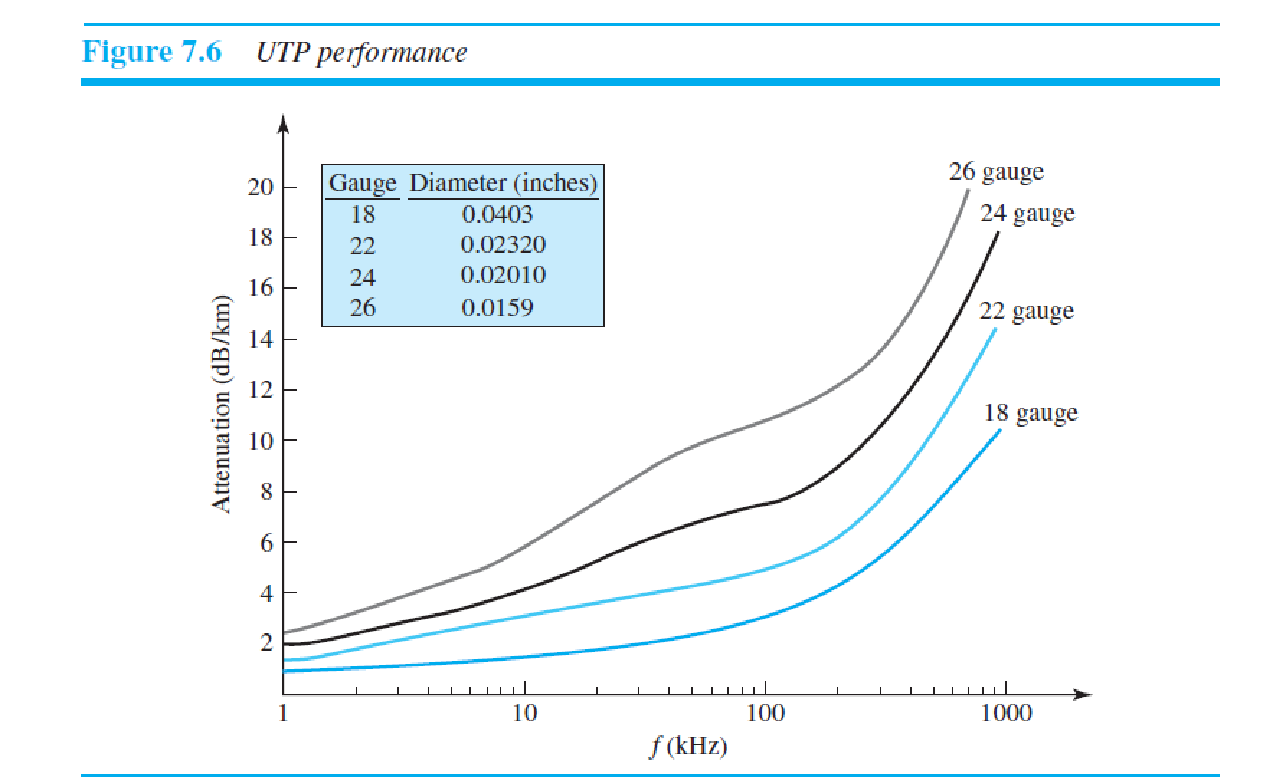 Figure 7.6 UTP performance
Gauge Diameter (inches)
18 0.0403
22 0.02320
24 0.02010
26 0.0159
20
18
16
14
12
10
8
6
4
2
Attenuation (dB/km)
26 gauge
24 gauge
22 gauge
18 gauge
1 10 100 1000
f (kHz)